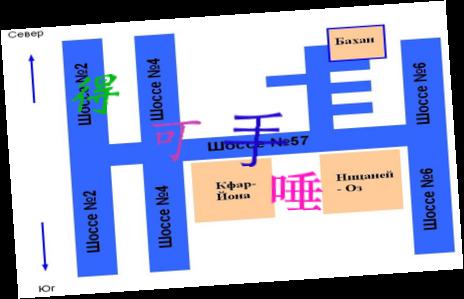 Север
Бахан
Шоссе №2
Шоссе №4
Шоссе №6
得
可
手
Шоссе №57
Кфар-
Йона
唾
Ницаней
- Оз
Шоссе №2
Шоссе №4
Шоссе №6
Юг